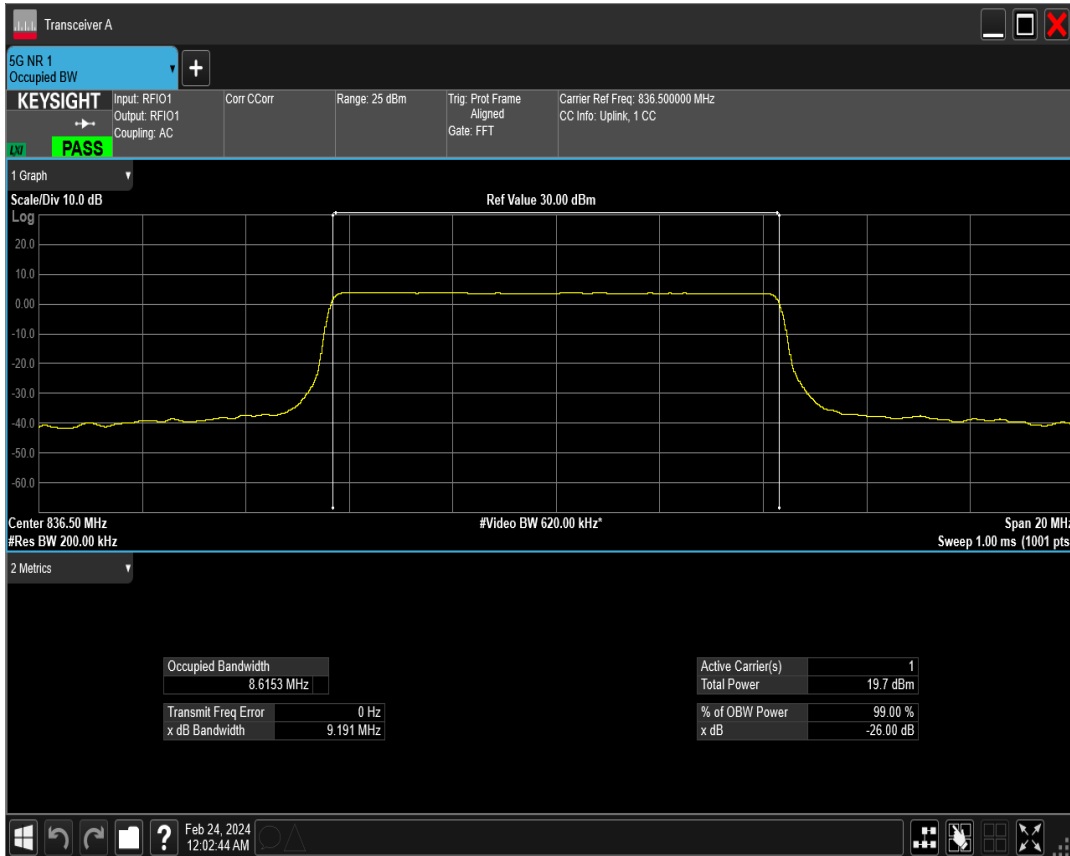 Transceiver A
5G NR 1
Occupied BW
KEYSIGHT
Input: RFIO1
Output: RFIO1
Coupling: AC
Corr CCorr
Range: 25 dBm
Trig: Prot Frame
Aligned
Gate: FFT
Carrier Ref Freq: 836.500000 MHz
CC Info: Uplink, 1 CC
LXI
PASS
1 Graph
Scale/Div 10.0 dB
Ref Value 30.00 dBm
Log
20.0
10.0
0.00
-10.0
-20.0
-30.0
-40.0
-50.0
-60.0
Center 836.50 MHz
#Video BW 620.00 kHz*
Span 20 MHz
#Res BW 200.00 kHz
Sweep 1.00 ms (1001 pts
2 Metrics
Occupied Bandwidth
8.6153 MHz
Transmit Freq Error 0 Hz
x dB Bandwidth 9.191 MHz
Active Carrier(s) 1
Total Power 19.7 dBm
% of OBW Power 99.00 %
x dB -26.00 dB
Feb 24, 2024
12:02:44 AM